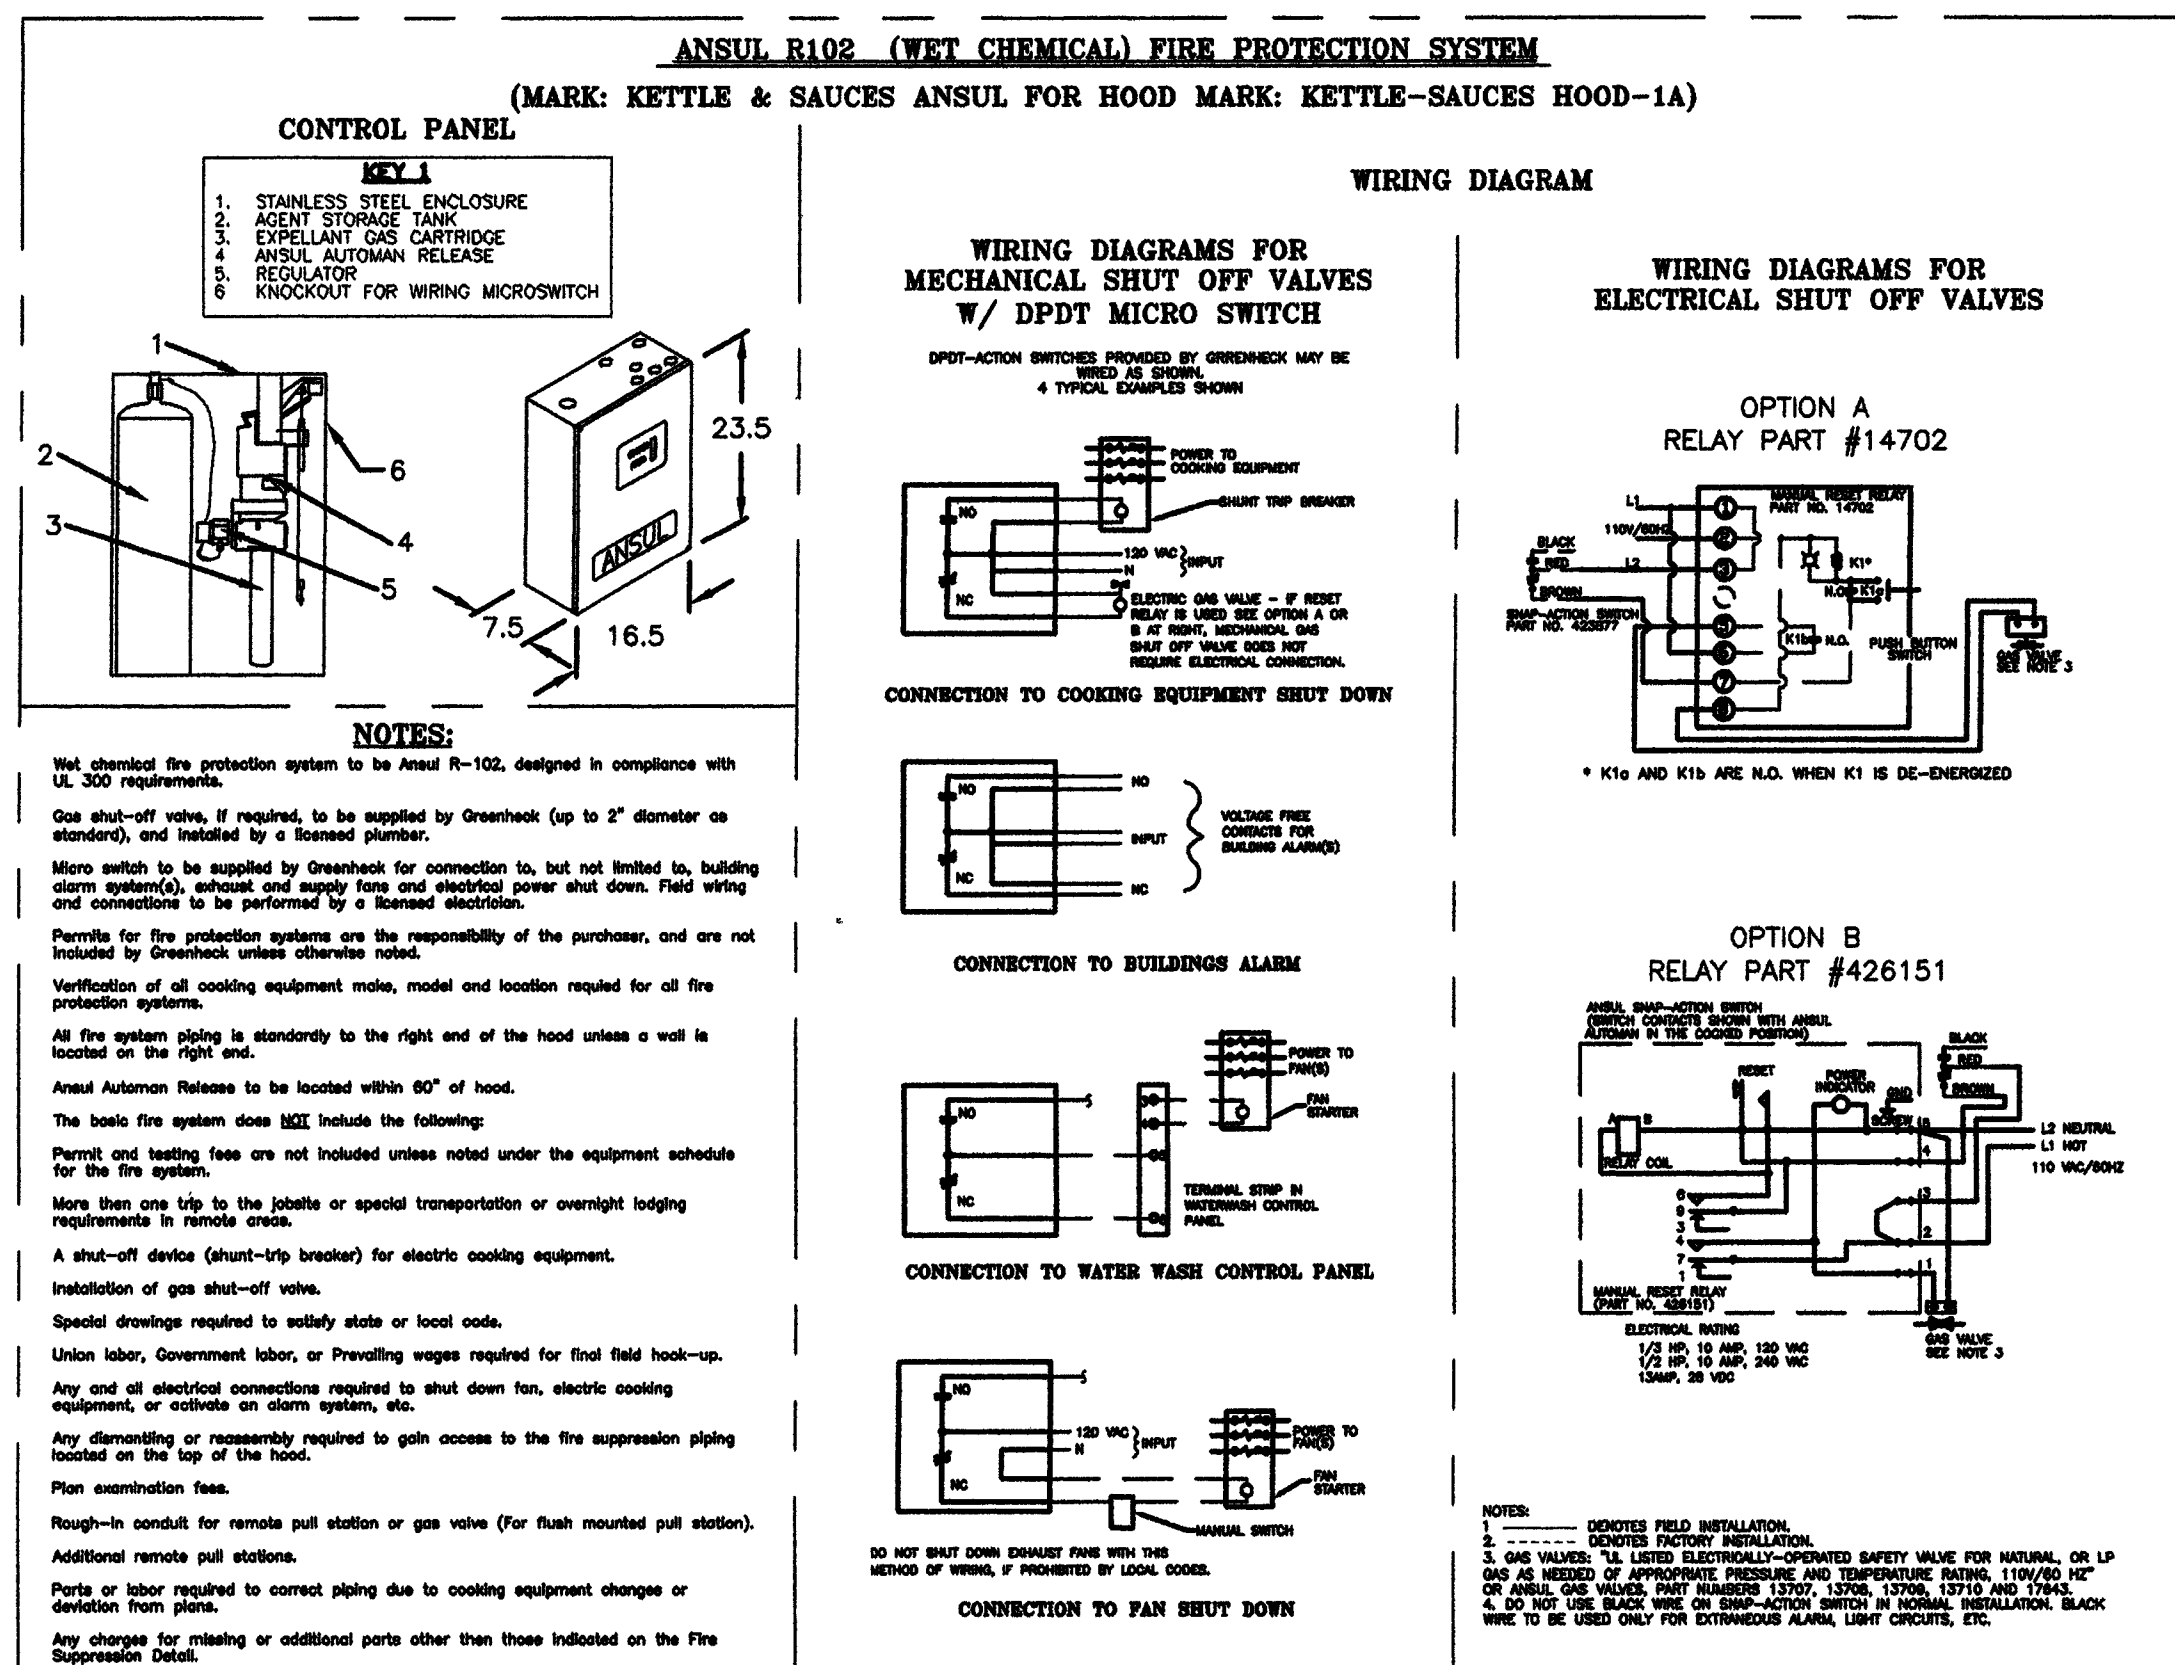 ANSUL R102 (WET CHEMICAL) FIRE PROTECTION SYSTEM
(MARK: KETTLE & SAUCES ANSUL FOR HOOD MARK: KETTLE-SAUCES HOOD-1A)
CONTROL PANEL
KEY 1
1. STAINLESS STEEL ENCLOSURE
2. AGENT STORAGE TANK
3. EXPELLANT GAS CARTRIDGE
4 ANSUL AUTOMAN RELEASE
5. REGULATOR
6 KNOCKOUT FOR WIRING MICROSWITCH
1
2
3
6
4
5
23.5
7.5
16.5
ANSUL
NOTES:
Wet chemical fire protection system to be Ansul R-102, designed in compliance with
UL 300 requirements.
Gas shut-off valve, if required, to be supplied by Greenheck (up to 2" diameter as
standard), and installed by a licensed plumber.
Micro switch to be supplied by Greenheck for connection to, but not limited to, building
alarm system(s), exhaust and supply fans and electrical power shut down. Field wiring
and connections to be performed by a licensed electrician.
Permits for fire protection systems are the responsibility of the purchaser, and are not
included by Greenheck unless otherwise noted.
Verification of all cooking equipment make, model and location requied for all fire
protection systems.
All fire system piping is standardly to the right end of the hood unless a wall is
located on the right end.
Ansul Automan Release to be located within 60" of hood.
The basic fire system does NOT include the following:
Permit and testing fees are not included unless noted under the equipment schedule
for the fire system.
More then one trip to the jobsite or special transportation or overnight lodging
requirements in remote areas.
A shut-off device (shunt-trip breaker) for electric cooking equipment.
Installation of gas shut-off valve.
Special drawings required to satisfy state or local code.
Union labor, Government labor, or Prevailing wages required for final field hook-up.
Any and all electrical connections required to shut down fan, electric cooking
equipment, or activate an alarm system, etc.
Any dismantling or reassembly required to gain access to the fire suppression piping
located on the top of the hood.
Plan examination fees.
Rough-in conduit for remote pull station or gas valve (For flush mounted pull station).
Additional remote pull stations.
Parts or labor required to correct piping due to cooking equipment changes or
deviation from plans.
Any charges for missing or additional parts other then those indicated on the Fire
Suppression Detail.
WIRING DIAGRAM
WIRING DIAGRAMS FOR
MECHANICAL SHUT OFF VALVES
W/ DPDT MICRO SWITCH
DPDT-ACTION SWITCHES PROVIDED BY GRRENHECK MAY BE
WIRED AS SHOWN.
4 TYPICAL EXAMPLES SHOWN
POWER TO
COOKING EQUIPMENT
SHUNT TRIP BREAKER
NO
120 VAC
N
INPUT
NC
ELECTRIC GAS VALVE - IF RESET
RELAY IS USED SEE OPTION A OR
B AT RIGHT, MECHANICAL GAS
SHUT OFF VALVE DOES NOT
REQUIRE ELECTRICAL CONNECTION.
CONNECTION TO COOKING EQUIPMENT SHUT DOWN
NO
NO
INPUT
VOLTAGE FREE
CONTACTS FOR
BUILDING ALARM(S)
NC
NC
CONNECTION TO BUILDINGS ALARM
POWER TO
FAN(S)
FAN
STARTER
NO
NC
TERMINAL STRIP IN
WATERWASH CONTROL
PANEL
CONNECTION TO WATER WASH CONTROL PANEL
NO
120 VAC
N
INPUT
NC
POWER TO
FAN(S)
FAN
STARTER
MANUAL SWITCH
DO NOT SHUT DOWN EXHAUST FANS WITH THIS
METHOD OF WIRING, IF PROHIBITED BY LOCAL CODES.
CONNECTION TO FAN SHUT DOWN
WIRING DIAGRAMS FOR
ELECTRICAL SHUT OFF VALVES
OPTION A
RELAY PART #14702
MANUAL RESET RELAY
PART NO. 14702
L1
110V/60HZ
L2
BLACK
RED
BROWN
SNAP-ACTION SWITCH
PART NO. 423877
1
2
3
5
6
7
8
K1*
N.O.
K1a
K1b
N.O.
PUSH BUTTON
SWITCH
GAS VALVE
SEE NOTE 3
* K1a AND K1b ARE N.O. WHEN K1 IS DE-ENERGIZED
OPTION B
RELAY PART #426151
ANSUL SNAP-ACTION SWITCH
(SWITCH CONTACTS SHOWN WITH ANSUL
AUTOMAN IN THE COCKED POSITION)
BLACK
RED
BROWN
RESET
POWER
INDICATOR
GND
SCREW
A
B
RELAY COIL
5
4
L2 NEUTRAL
L1 HOT
110 VAC/60HZ
6
9
3
4
7
1
3
2
1
MANUAL RESET RELAY
(PART NO. 426151)
ELECTRICAL RATING
1/3 HP, 10 AMP, 120 VAC
1/2 HP, 10 AMP, 240 VAC
13AMP, 28 VDC
GAS VALVE
SEE NOTE 3
NOTES:
1 ———— DENOTES FIELD INSTALLATION.
2. ------ DENOTES FACTORY INSTALLATION.
3. GAS VALVES: "UL LISTED ELECTRICALLY-OPERATED SAFETY VALVE FOR NATURAL, OR LP
GAS AS NEEDED OF APPROPRIATE PRESSURE AND TEMPERATURE RATING, 110V/60 HZ"
OR ANSUL GAS VALVES, PART NUMBERS 13707, 13708, 13709, 13710 AND 17643.
4. DO NOT USE BLACK WIRE ON SNAP-ACTION SWITCH IN NORMAL INSTALLATION. BLACK
WIRE TO BE USED ONLY FOR EXTRANEOUS ALARM, LIGHT CIRCUITS, ETC.